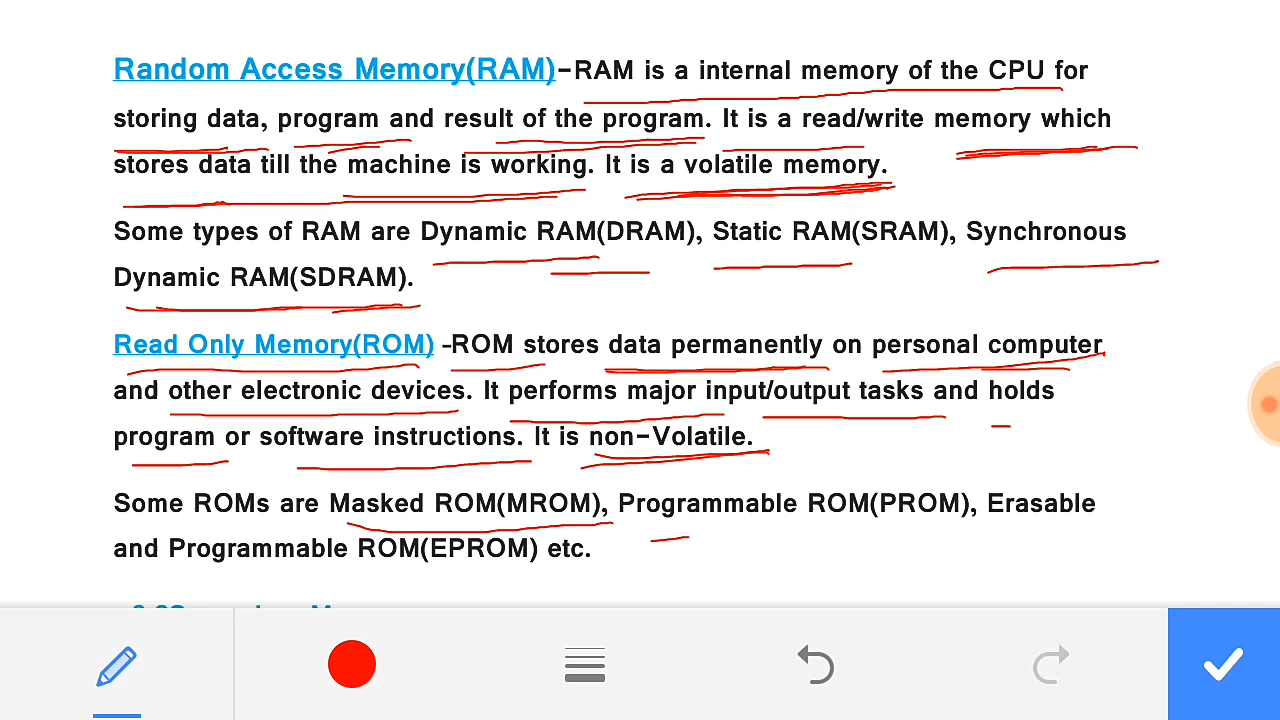 Random Access Memory(RAM)-RAM is a internal memory of the CPU for
storing data, program and result of the program. It is a read/write memory which
stores data till the machine is working. It is a volatile memory.
Some types of RAM are Dynamic RAM(DRAM), Static RAM(SRAM), Synchronous
Dynamic RAM(SDRAM).
Read Only Memory(ROM) -ROM stores data permanently on personal computer
and other electronic devices. It performs major input/output tasks and holds
program or software instructions. It is non-Volatile.
Some ROMs are Masked ROM(MROM), Programmable ROM(PROM), Erasable
and Programmable ROM(EPROM) etc.